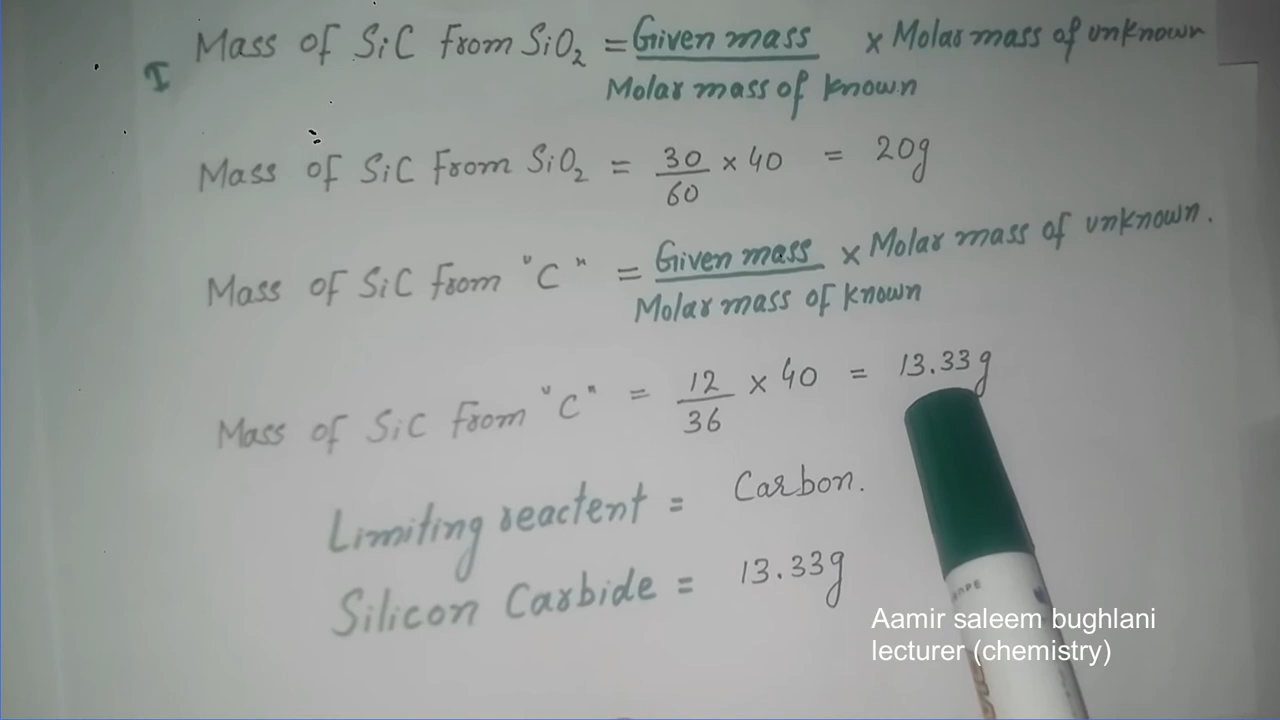 Mass of SiC from SiO₂ = Given mass / Molar mass of known x Molar mass of unknown
I
Mass of SiC from SiO₂ = 30/60 x 40 = 20g
Mass of SiC from "C" = Given mass / Molar mass of known x Molar mass of unknown.
Mass of SiC from "C" = 12/36 x 40 = 13.33g
Limiting reactent = Carbon.
Silicon Carbide = 13.33g
Aamir saleem bughlani
lecturer (chemistry)